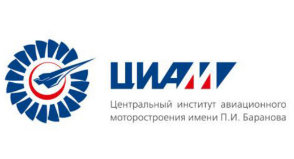 ЦИАМ
Центральный институт авиационного
моторостроения имени П.И. Баранова